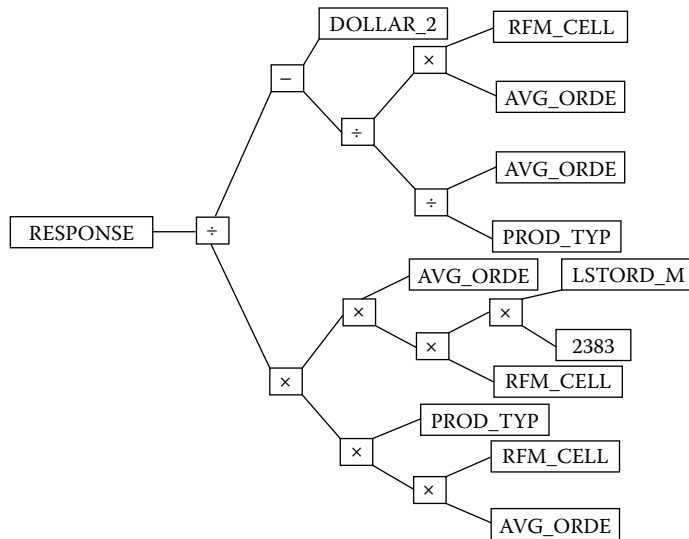 DOLLAR_2
RFM_CELL
−
×
AVG_ORDE
÷
AVG_ORDE
÷
RESPONSE
÷
PROD_TYP
AVG_ORDE
LSTORD_M
×
×
×
2383
×
RFM_CELL
PROD_TYP
×
RFM_CELL
×
AVG_ORDE